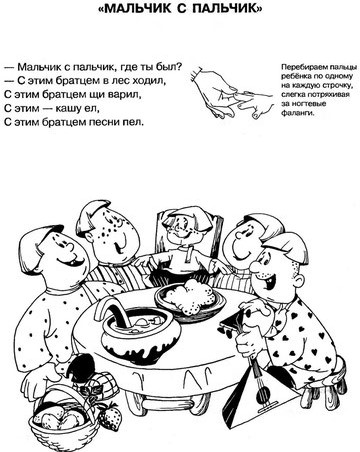 «МАЛЬЧИК С ПАЛЬЧИК»
— Мальчик с пальчик, где ты был?
— С этим братцем в лес ходил,
С этим братцем щи варил,
С этим — кашу ел,
С этим братцем песни пел.
Перебираем пальцы
ребёнка по одному
на каждую строчку,
слегка потряхивая
за ногтевые
фаланги.